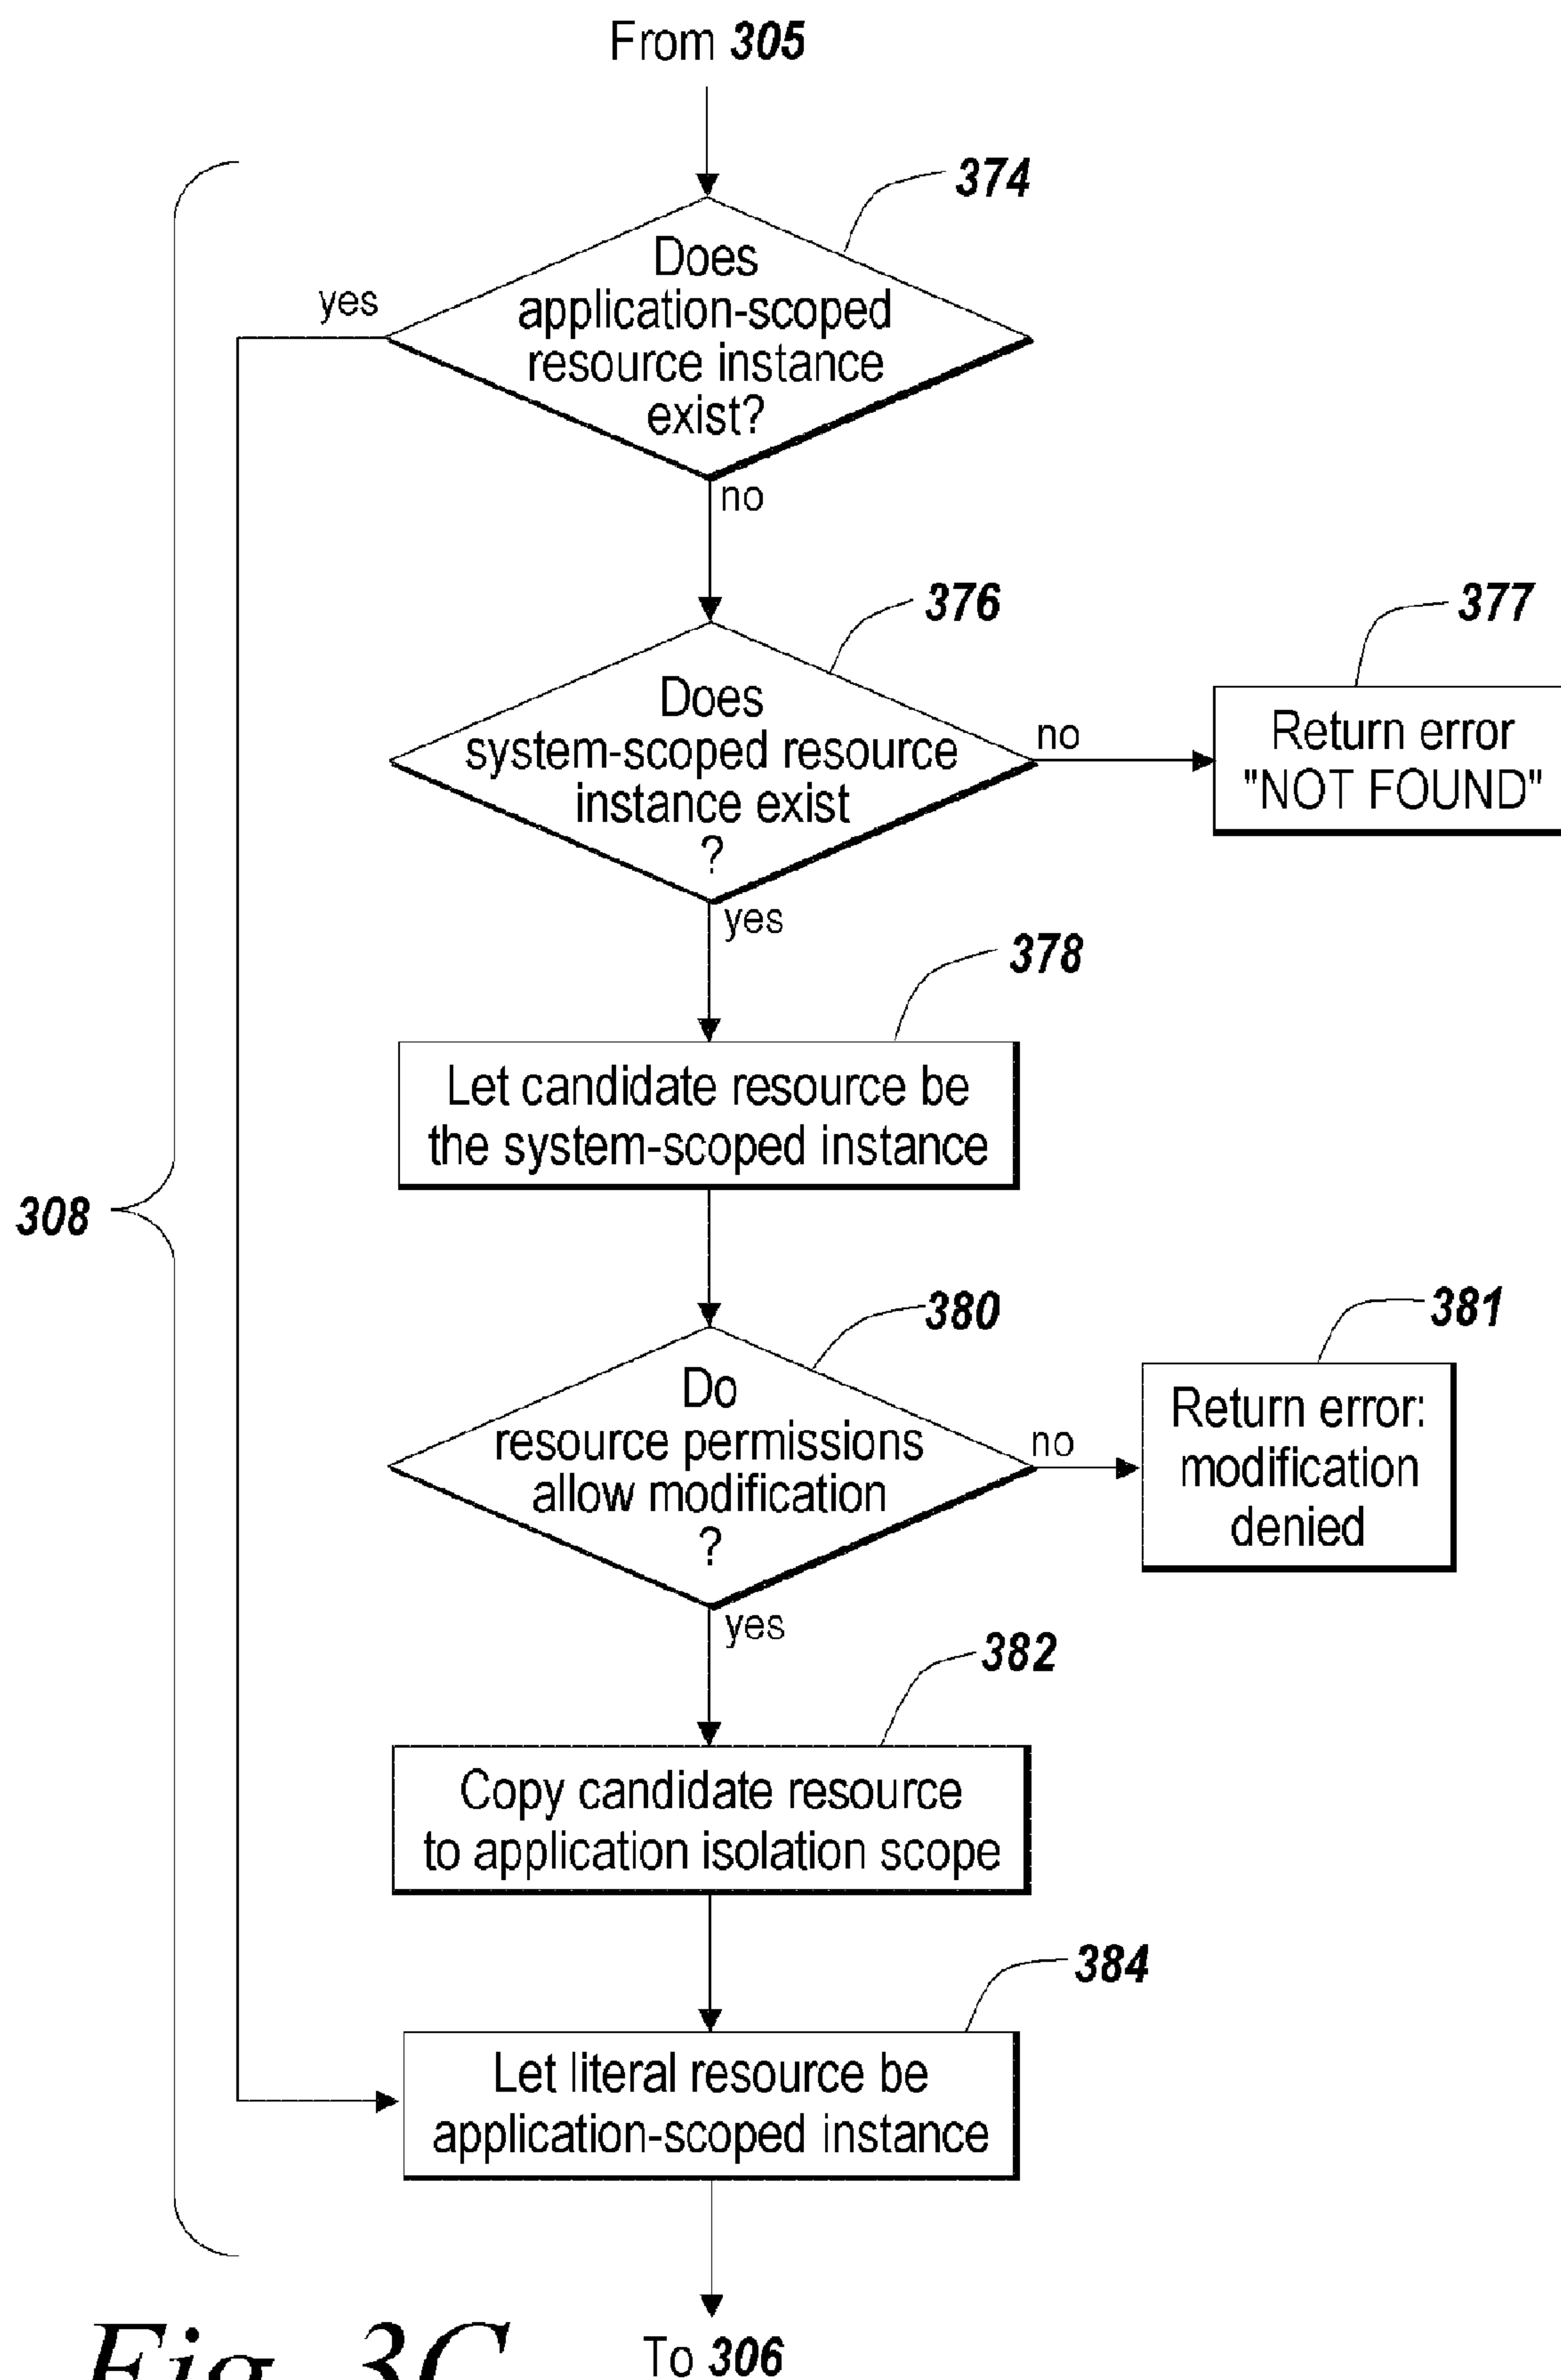 From 305
374
Does
application-scoped
resource instance
exist?
yes
no
376
377
Does
system-scoped resource
instance exist
?
no
Return error
"NOT FOUND"
yes
378
Let candidate resource be
the system-scoped instance
308
380
381
Do
resource permissions
allow modification
?
no
Return error:
modification
denied
yes
382
Copy candidate resource
to application isolation scope
384
Let literal resource be
application-scoped instance
Fig. 3C
To 306